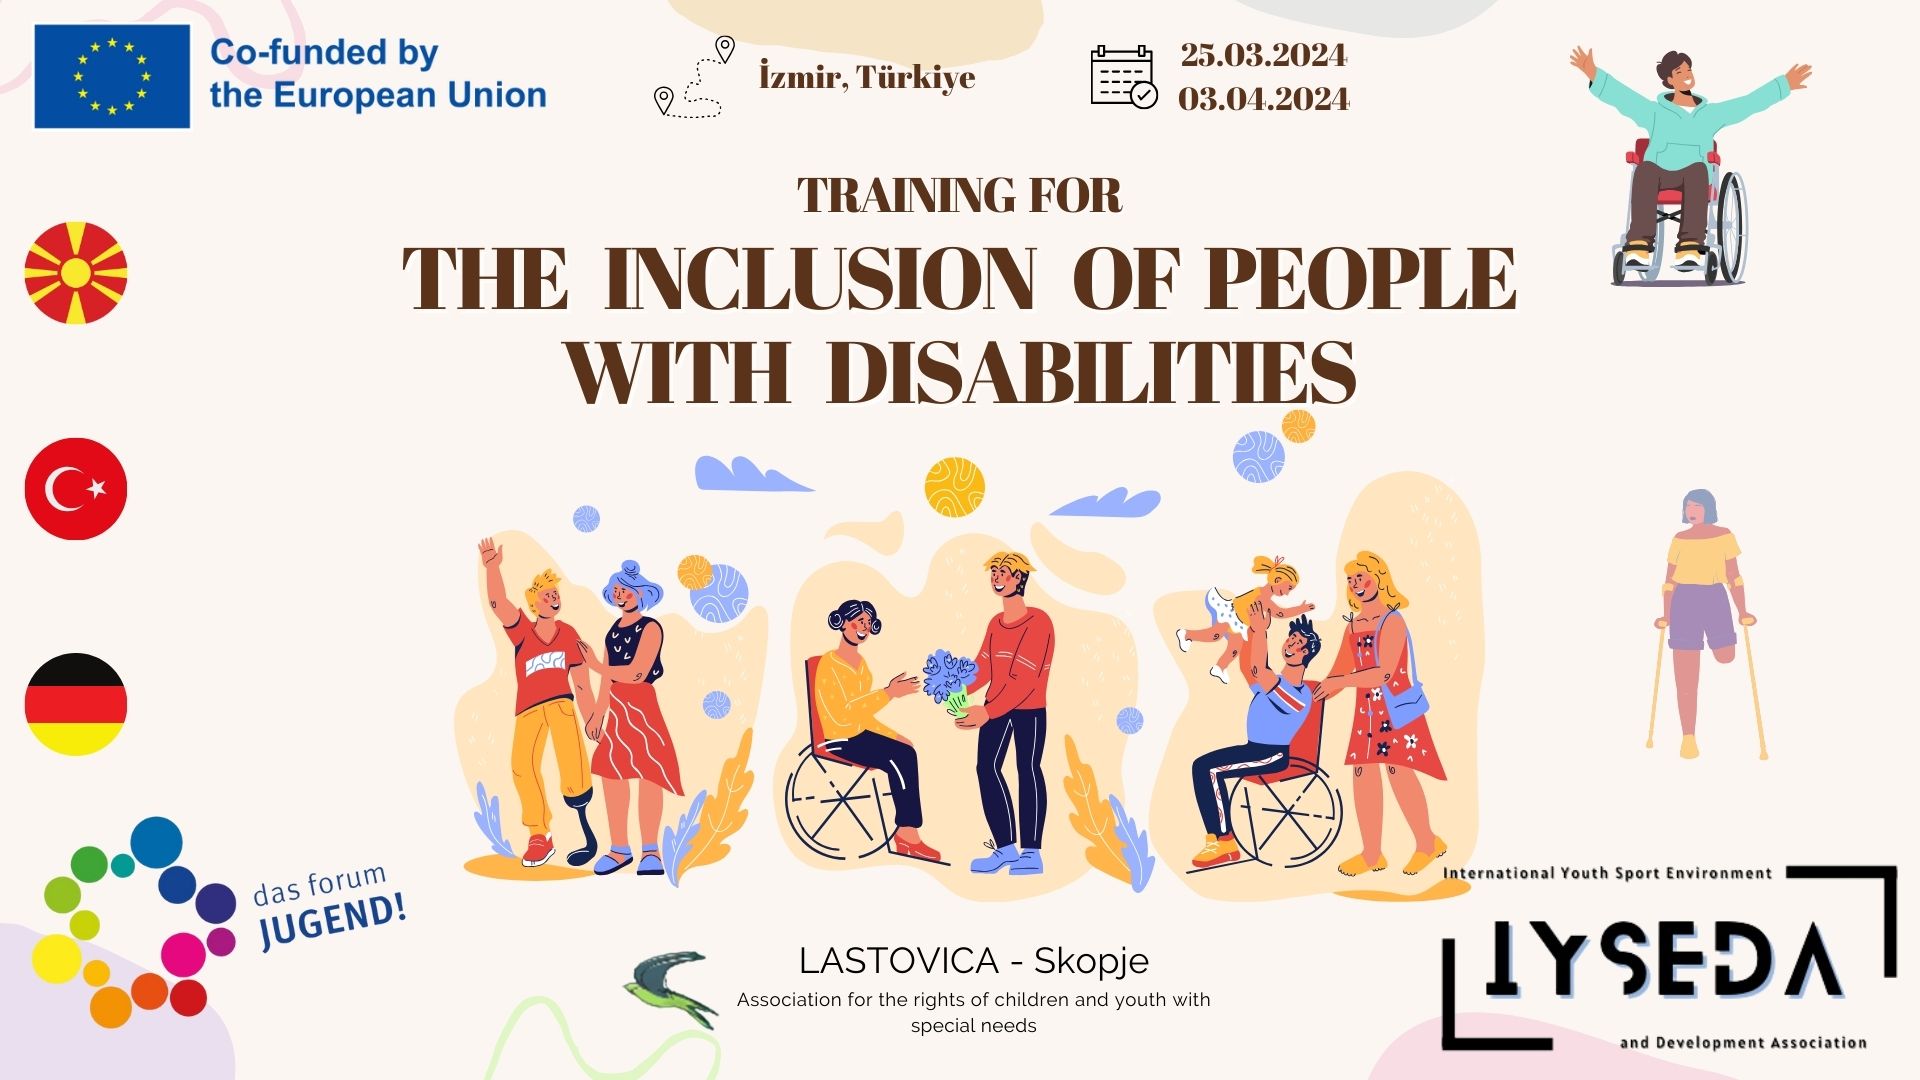 Co-funded by
the European Union
İzmir, Türkiye
25.03.2024
03.04.2024
TRAINING FOR
THE INCLUSION OF PEOPLE
WITH DISABILITIES
das forum
JUGEND!
LASTOVICA - Skopje
Association for the rights of children and youth with
special needs
International Youth Sport Environment
IYSEDA
and Development Association